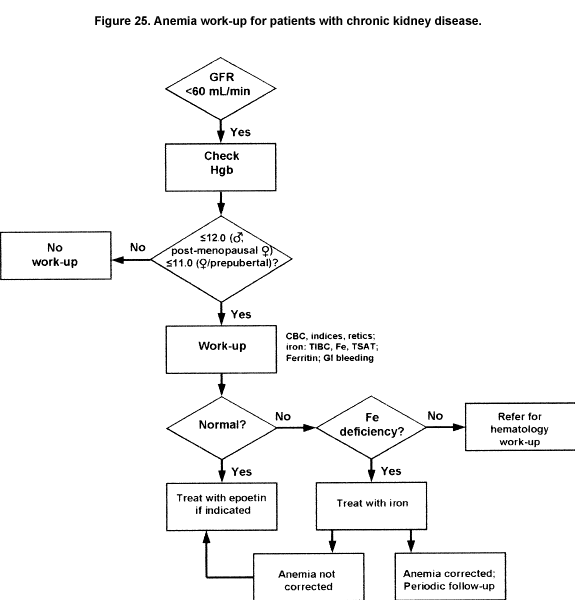 Figure 25. Anemia work-up for patients with chronic kidney disease.
GFR
<60 mL/min
Yes
Check
Hgb
≤12.0 (♂,
post-menopausal ♀)
≤11.0 (♀/prepubertal)?
No
No
work-up
Yes
Work-up
CBC, indices, retics;
iron: TIBC, Fe, TSAT;
Ferritin; GI bleeding
Normal?
No
Fe
deficiency?
No
Refer for
hematology
work-up
Yes
Yes
Treat with epoetin
if indicated
Treat with iron
Anemia not
corrected
Anemia corrected;
Periodic follow-up